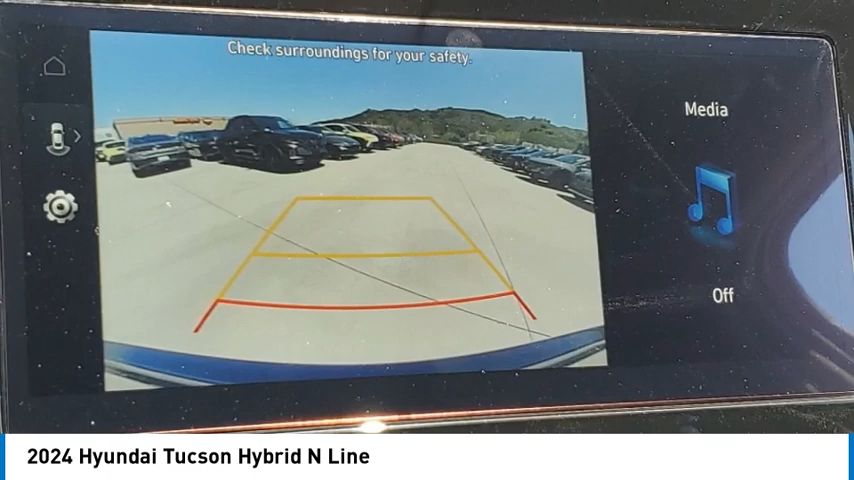 Check surroundings for your safety.
Media
Off
2024 Hyundai Tucson Hybrid N Line